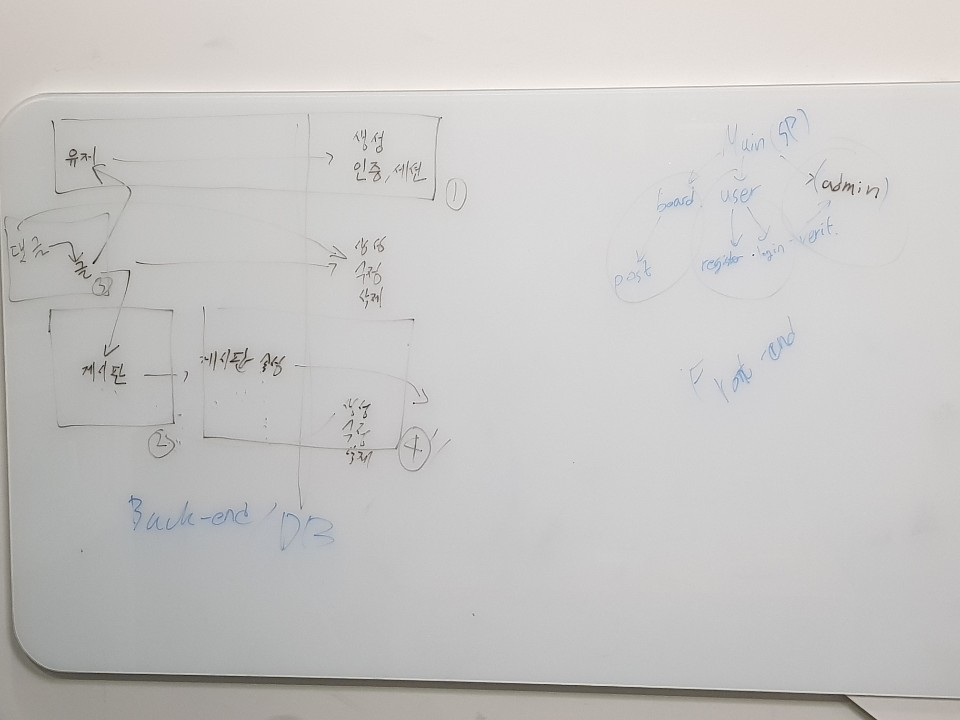 유저
생성
인증, 세션
①
댓글
글
③
생성
수정
삭제
게시판
②
게시판 설정
생성
수정
삭제
④
Back-end
DB
Main (SP)
board
user
(admin)
post
register
login
verif.
Front-end